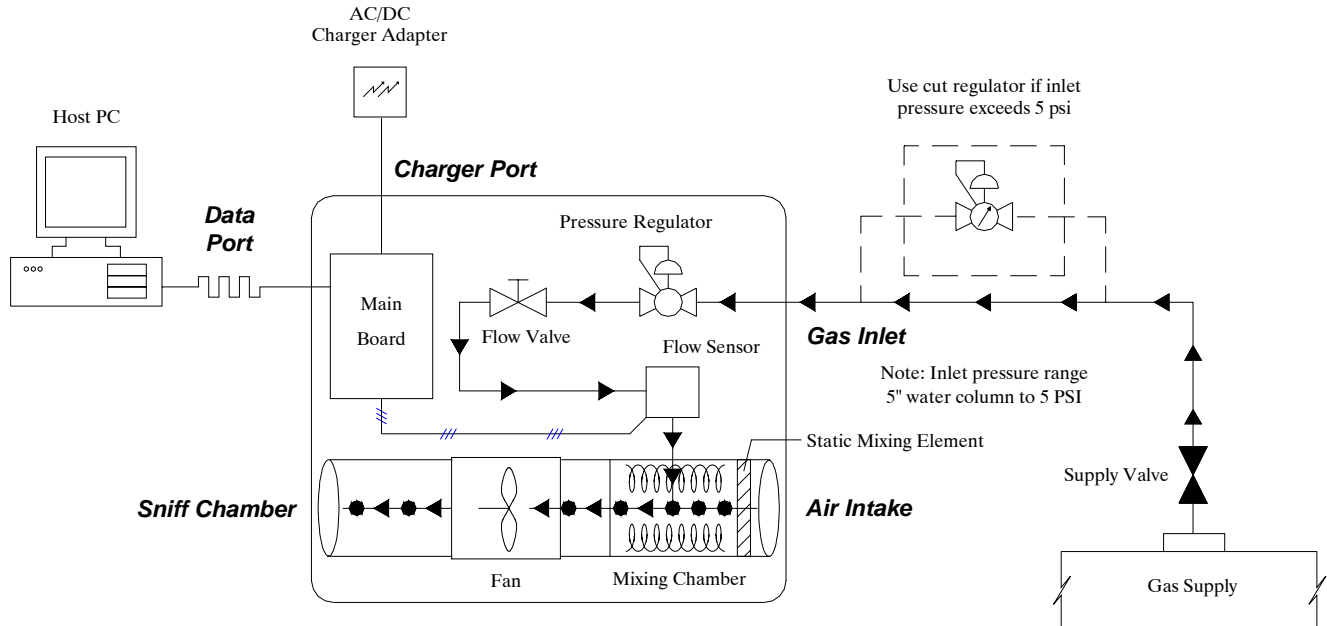 AC/DC
Charger Adapter
Host PC
Use cut regulator if inlet
pressure exceeds 5 psi
Charger Port
Data
Port
Pressure Regulator
Main
Board
Flow Valve
Flow Sensor
Gas Inlet
Note: Inlet pressure range
5" water column to 5 PSI
Static Mixing Element
Supply Valve
Sniff Chamber
Air Intake
Fan
Mixing Chamber
Gas Supply